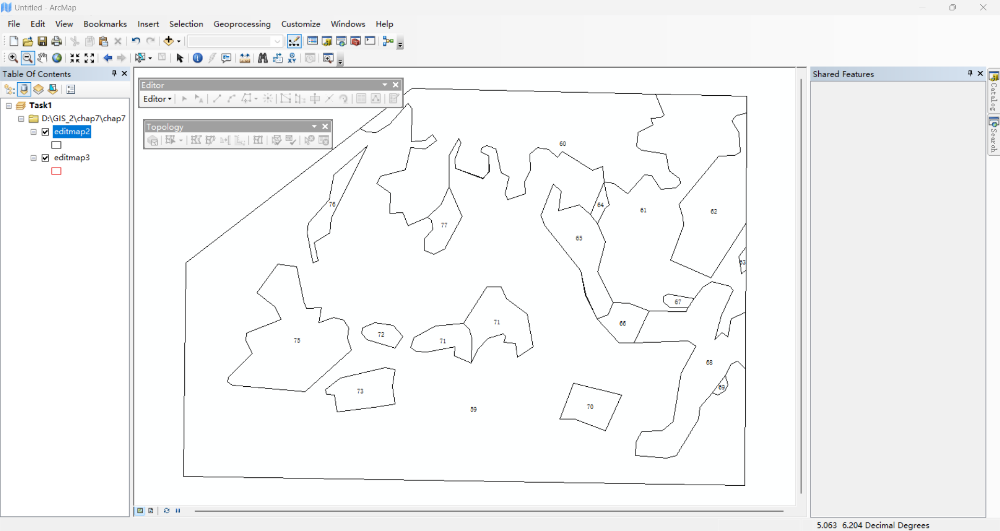 Untitled - ArcMap
File Edit View Bookmarks Insert Selection Geoprocessing Customize Windows Help
Table Of Contents
Task1
D:\GIS_2\chap7\chap7
editmap2
editmap3
Editor
Editor
Topology
60
76
64
61
62
77
65
63
67
66
71
72
71
75
68
69
73
70
59
Shared Features
Catalog
Search
5.063 6.204 Decimal Degrees